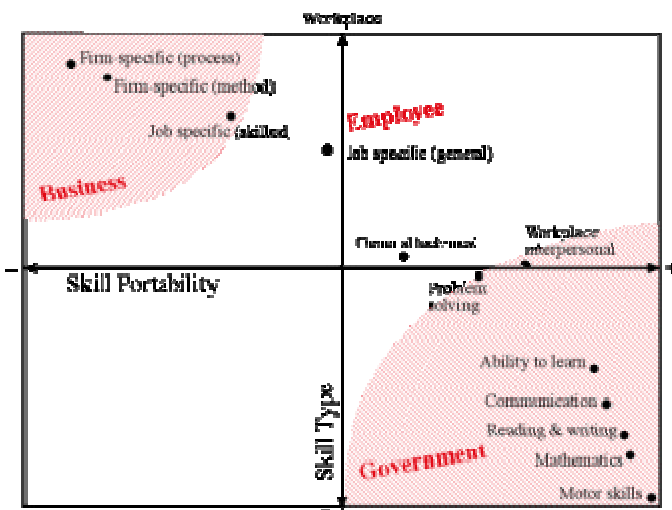 Workplace
Firm-specific (process)
Firm-specific (method)
Employee
Job specific (skilled)
Job specific (general)
Business
Workplace
interpersonal
Skill Portability
Problem
solving
Ability to learn
Communication
Skill Type
Reading & writing
Government
Mathematics
Motor skills